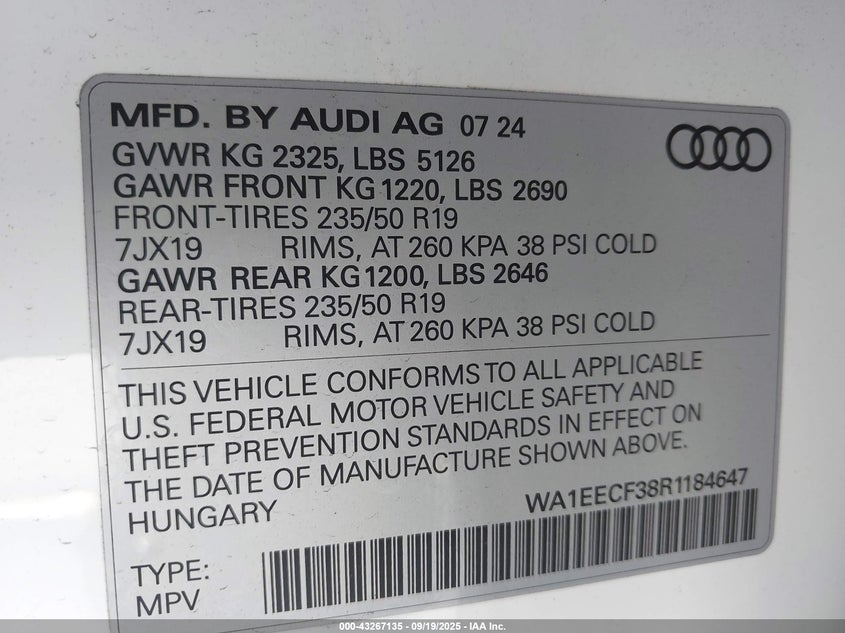 MFD. BY AUDI AG 07 24
GVWR KG 2325, LBS 5126
GAWR FRONT KG 1220, LBS 2690
FRONT-TIRES 235/50 R19
7JX19 RIMS, AT 260 KPA 38 PSI COLD
GAWR REAR KG 1200, LBS 2646
REAR-TIRES 235/50 R19
7JX19 RIMS, AT 260 KPA 38 PSI COLD
THIS VEHICLE CONFORMS TO ALL APPLICABLE
U.S. FEDERAL MOTOR VEHICLE SAFETY AND
THEFT PREVENTION STANDARDS IN EFFECT ON
THE DATE OF MANUFACTURE SHOWN ABOVE.
HUNGARY WA1EECF38R1184647
TYPE:
MPV
000-43267135 - 09/19/2025 - IAA Inc.